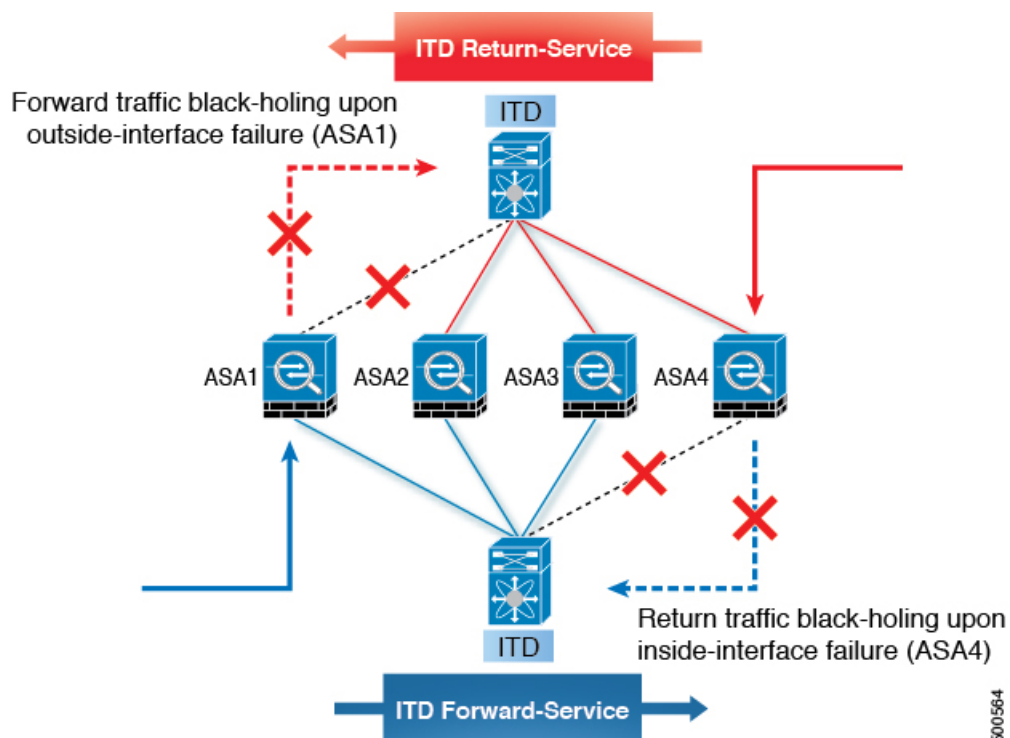 ITD Return-Service
Forward traffic black-holing upon
outside-interface failure (ASA1)
ITD
ASA1
ASA2
ASA3
ASA4
ITD
Return traffic black-holing upon
inside-interface failure (ASA4)
ITD Forward-Service
500564